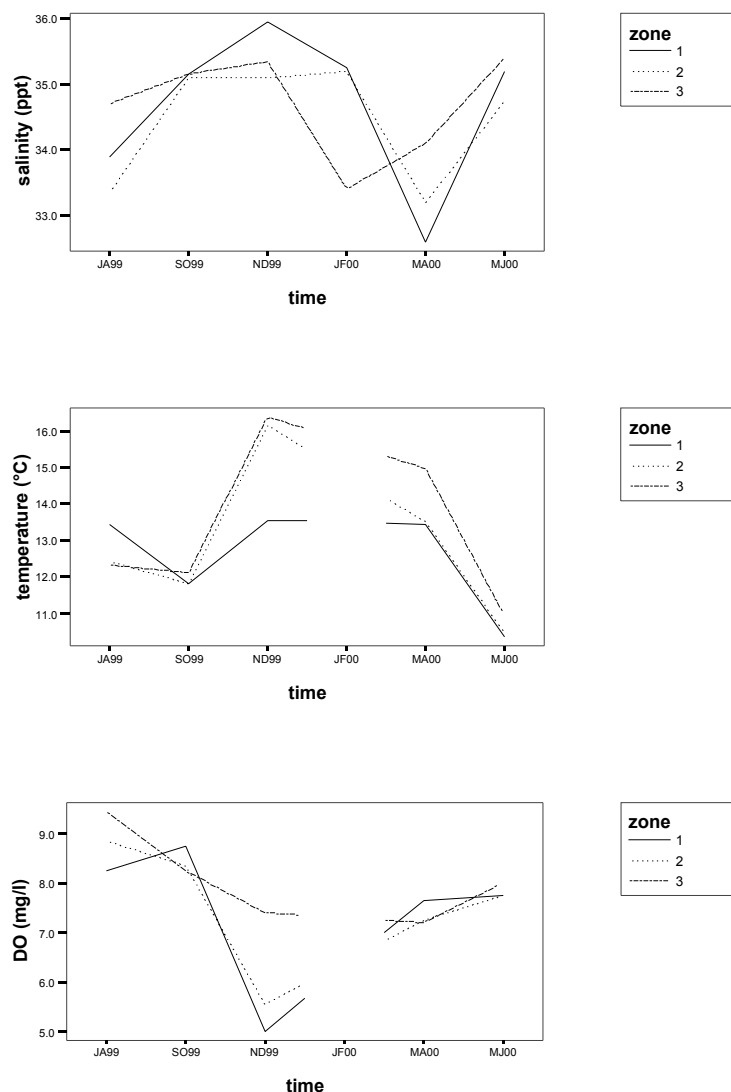 36.0
35.0
34.0
33.0
salinity (ppt)
JA99 SO99 ND99 JF00 MA00 MJ00
time
zone
1
2
3
16.0
15.0
14.0
13.0
12.0
11.0
temperature (°C)
JA99 SO99 ND99 JF00 MA00 MJ00
time
zone
1
2
3
9.0
8.0
7.0
6.0
5.0
DO (mg/l)
JA99 SO99 ND99 JF00 MA00 MJ00
time
zone
1
2
3